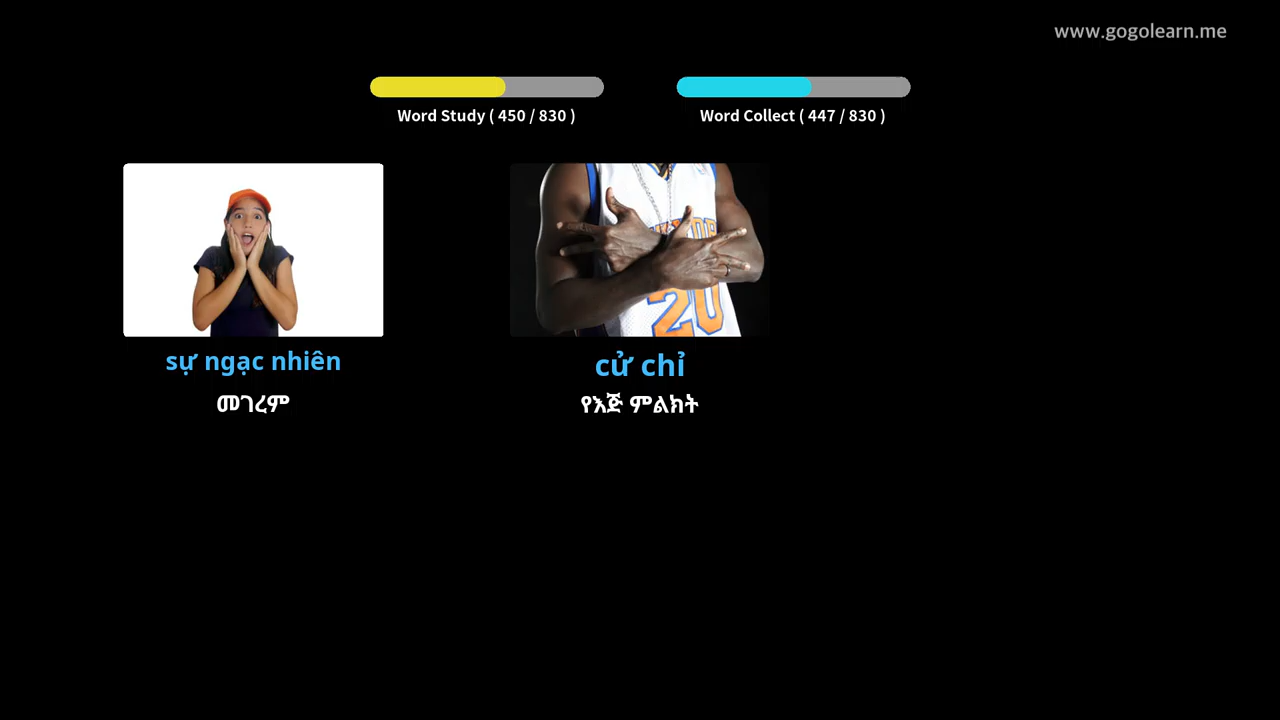 www.gogolearn.me
Word Study ( 450 / 830 )
Word Collect ( 447 / 830 )
20
sự ngạc nhiên
cử chỉ
መገረም
የእጅ ምልክት